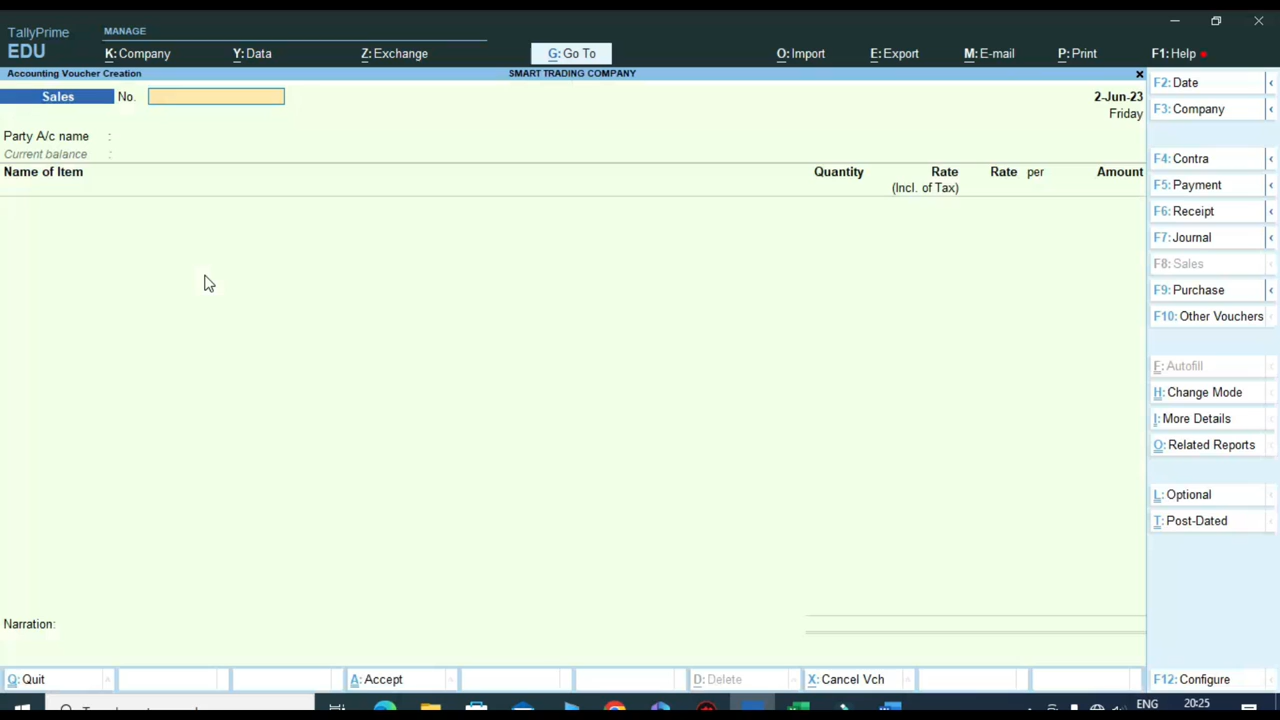 TallyPrime
EDU
MANAGE
K: Company
Y: Data
Z: Exchange
G: Go To
O: Import
E: Export
M: E-mail
P: Print
F1: Help
Accounting Voucher Creation
SMART TRADING COMPANY
Sales
No.
2-Jun-23
Friday
Party A/c name :
Current balance :
Name of Item
Quantity
Rate
(Incl. of Tax)
Rate per
Amount
Narration:
F2: Date
F3: Company
F4: Contra
F5: Payment
F6: Receipt
F7: Journal
F8: Sales
F9: Purchase
F10: Other Vouchers
F: Autofill
H: Change Mode
I: More Details
O: Related Reports
L: Optional
T: Post-Dated
Q: Quit
A: Accept
D: Delete
X: Cancel Vch
F12: Configure
ENG
20:25